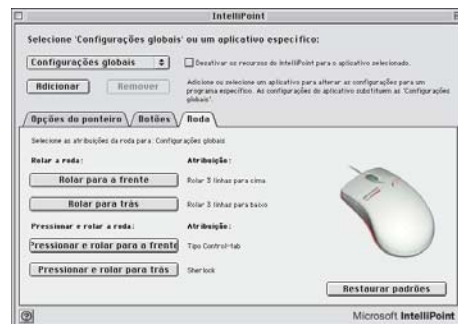 IntelliPoint
Selecione 'Configurações globais' ou um aplicativo específico:
Configurações globais
Desativar os recursos do IntelliPoint para o aplicativo selecionado.
Adicionar
Remover
Adicione ou selecione um aplicativo para alterar as configurações para um
programa específico. As configurações do aplicativo substituem as 'Configurações
globais'.
Opções do ponteiro
Botões
Roda
Selecione as atribuições da roda para: Configurações globais
Rolar a roda:
Atribuição:
Rolar para a frente
Rolar 3 linhas para cima
Rolar para trás
Rolar 3 linhas para baixo
Pressionar e rolar a roda:
Atribuição:
Pressionar e rolar para a frente
Tipo Control-tab
Pressionar e rolar para trás
Sherlock
Restaurar padrões
?
Microsoft IntelliPoint